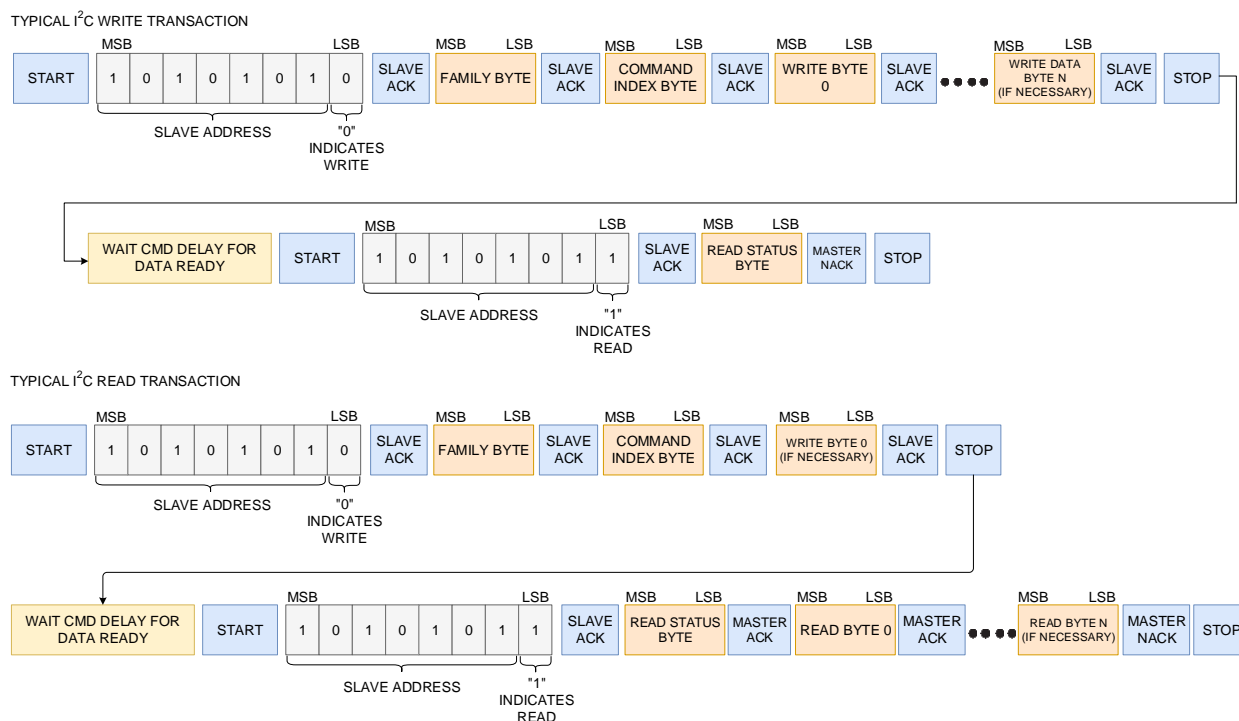 TYPICAL I2C WRITE TRANSACTION
MSB LSB MSB LSB MSB LSB MSB LSB MSB LSB
START 1 0 1 0 1 0 1 0 SLAVE ACK FAMILY BYTE SLAVE ACK COMMAND INDEX BYTE SLAVE ACK WRITE BYTE 0 SLAVE ACK WRITE DATA BYTE N (IF NECESSARY) SLAVE ACK STOP
SLAVE ADDRESS "0" INDICATES WRITE
MSB LSB MSB LSB
WAIT CMD DELAY FOR DATA READY START 1 0 1 0 1 0 1 1 SLAVE ACK READ STATUS BYTE MASTER NACK STOP
SLAVE ADDRESS "1" INDICATES READ
TYPICAL I2C READ TRANSACTION
MSB LSB MSB LSB MSB LSB MSB LSB
START 1 0 1 0 1 0 1 0 SLAVE ACK FAMILY BYTE SLAVE ACK COMMAND INDEX BYTE SLAVE ACK WRITE BYTE 0 (IF NECESSARY) SLAVE ACK STOP
SLAVE ADDRESS "0" INDICATES WRITE
MSB LSB MSB LSB MSB LSB MSB LSB
WAIT CMD DELAY FOR DATA READY START 1 0 1 0 1 0 1 1 SLAVE ACK READ STATUS BYTE MASTER ACK READ BYTE 0 MASTER ACK READ BYTE N (IF NECESSARY) MASTER NACK STOP
SLAVE ADDRESS "1" INDICATES READ